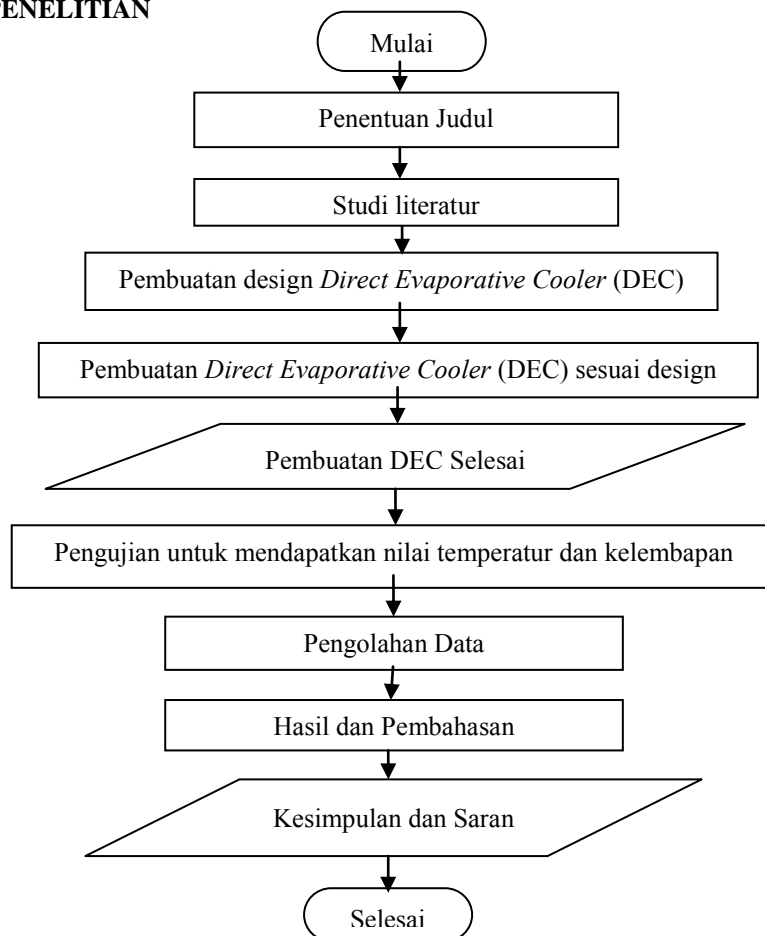 PENELITIAN
Mulai
Penentuan Judul
Studi literatur
Pembuatan design Direct Evaporative Cooler (DEC)
Pembuatan Direct Evaporative Cooler (DEC) sesuai design
Pembuatan DEC Selesai
Pengujian untuk mendapatkan nilai temperatur dan kelembapan
Pengolahan Data
Hasil dan Pembahasan
Kesimpulan dan Saran
Selesai